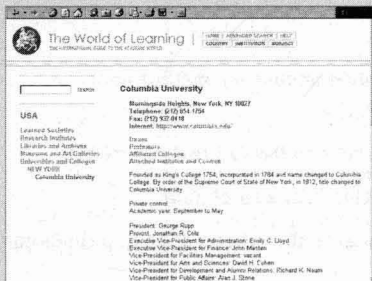 The World of Learning
HOME | ADVANCED SEARCH | HELP
COUNTRY INSTITUTION SUBJECT
SEARCH
USA
Learned Societies
Research Institutes
Libraries and Archives
Museums and Art Galleries
Universities and Colleges
NEW YORK
Columbia University
Columbia University
Morningside Heights, New York, NY 10027
Telephone: (212) 854-1754
Internet: http://www.columbia.edu/
Deans
Professors
Affiliated Colleges
Attached Institutes and Centres
Founded as King's College 1754, incorporated in 1784 and name changed to Columbia
College. By order of the Supreme Court of State of New York, in 1912, title changed to
Columbia University
Private control
Academic year: September to May
President: George Rupp
Provost: Jonathan R. Cole
Executive Vice-President for Administration: Emily C. Lloyd
Executive Vice-President for Finance: John Masten
Vice-President for Facilities Management: vacant
Vice-President for Arts and Sciences: David H. Cohen
Vice-President for Development and Alumni Relations: Richard K. Naum
Vice-President for Public Affairs: Alan J. Stone